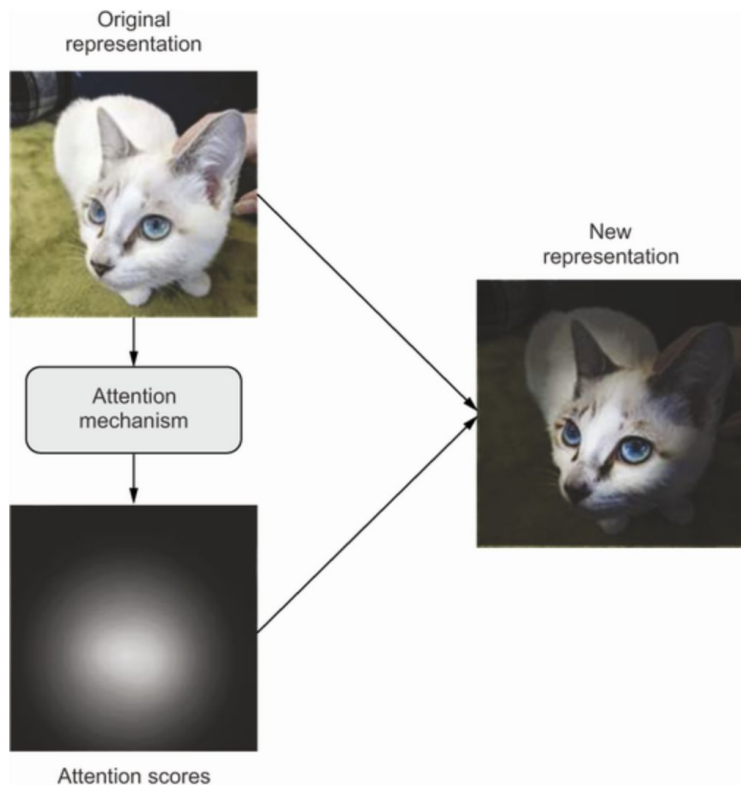 Original
representation
New
representation
Attention
mechanism
Attention scores